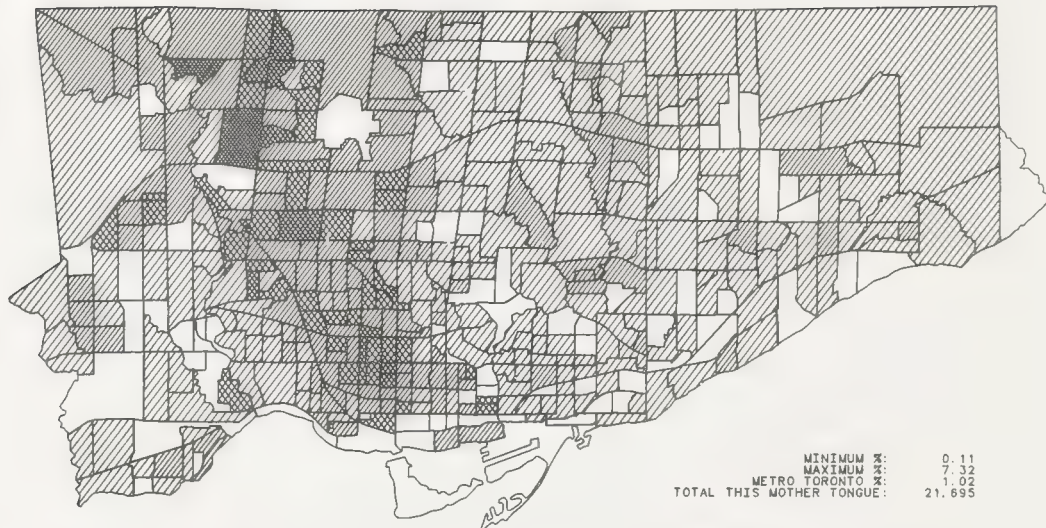 MINIMUM %: 0.11
MAXIMUM %: 7.32
METRO TORONTO %: 1.02
TOTAL THIS MOTHER TONGUE: 21.695